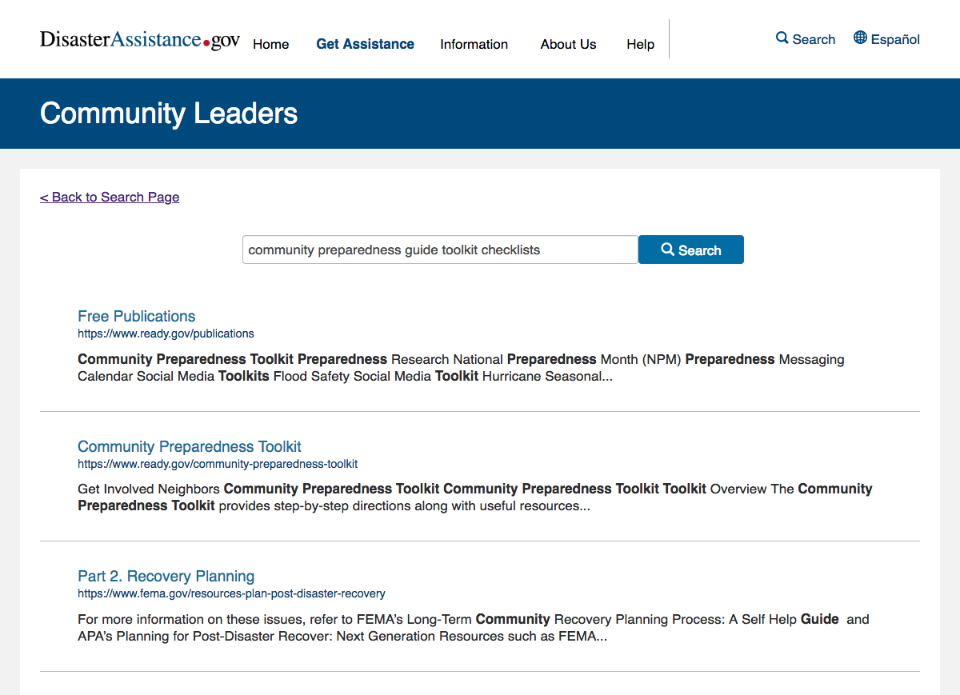 DisasterAssistance.gov Home Get Assistance Information About Us Help Search Español
Community Leaders
< Back to Search Page
community preparedness guide toolkit checklists Search
Free Publications
https://www.ready.gov/publications
Community Preparedness Toolkit Preparedness Research National Preparedness Month (NPM) Preparedness Messaging
Calendar Social Media Toolkits Flood Safety Social Media Toolkit Hurricane Seasonal...
Community Preparedness Toolkit
https://www.ready.gov/community-preparedness-toolkit
Get Involved Neighbors Community Preparedness Toolkit Community Preparedness Toolkit Toolkit Overview The Community
Preparedness Toolkit provides step-by-step directions along with useful resources...
Part 2. Recovery Planning
https://www.fema.gov/resources-plan-post-disaster-recovery
For more information on these issues, refer to FEMA's Long-Term Community Recovery Planning Process: A Self Help Guide and
APA's Planning for Post-Disaster Recover: Next Generation Resources such as FEMA...